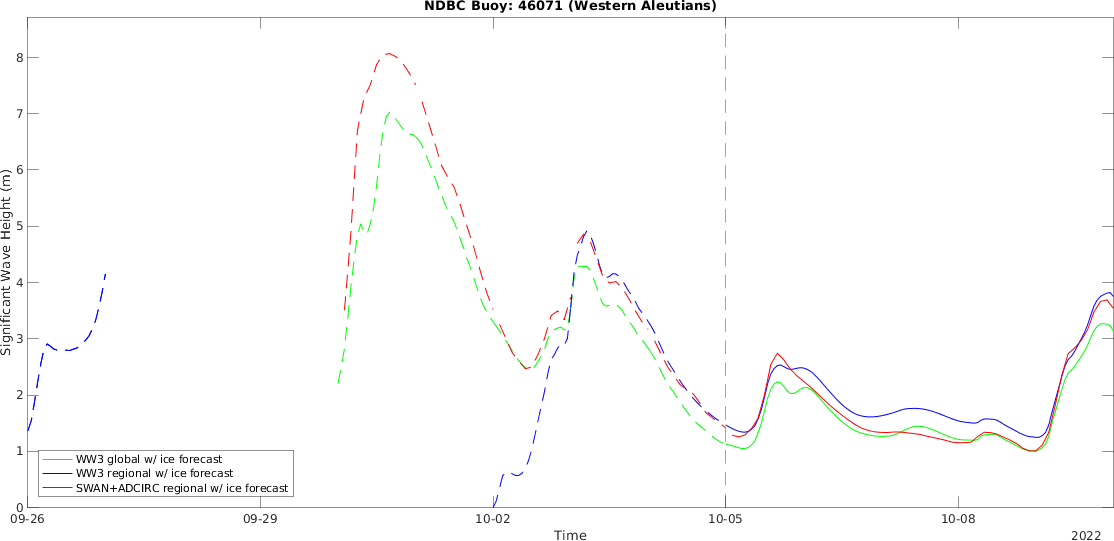 NDBC Buoy: 46071 (Western Aleutians)
Significant Wave Height (m)
8
7
6
5
4
3
2
1
0
WW3 global w/ ice forecast
WW3 regional w/ ice forecast
SWAN+ADCIRC regional w/ ice forecast
09-26 09-29 10-02 10-05 10-08
Time
2022